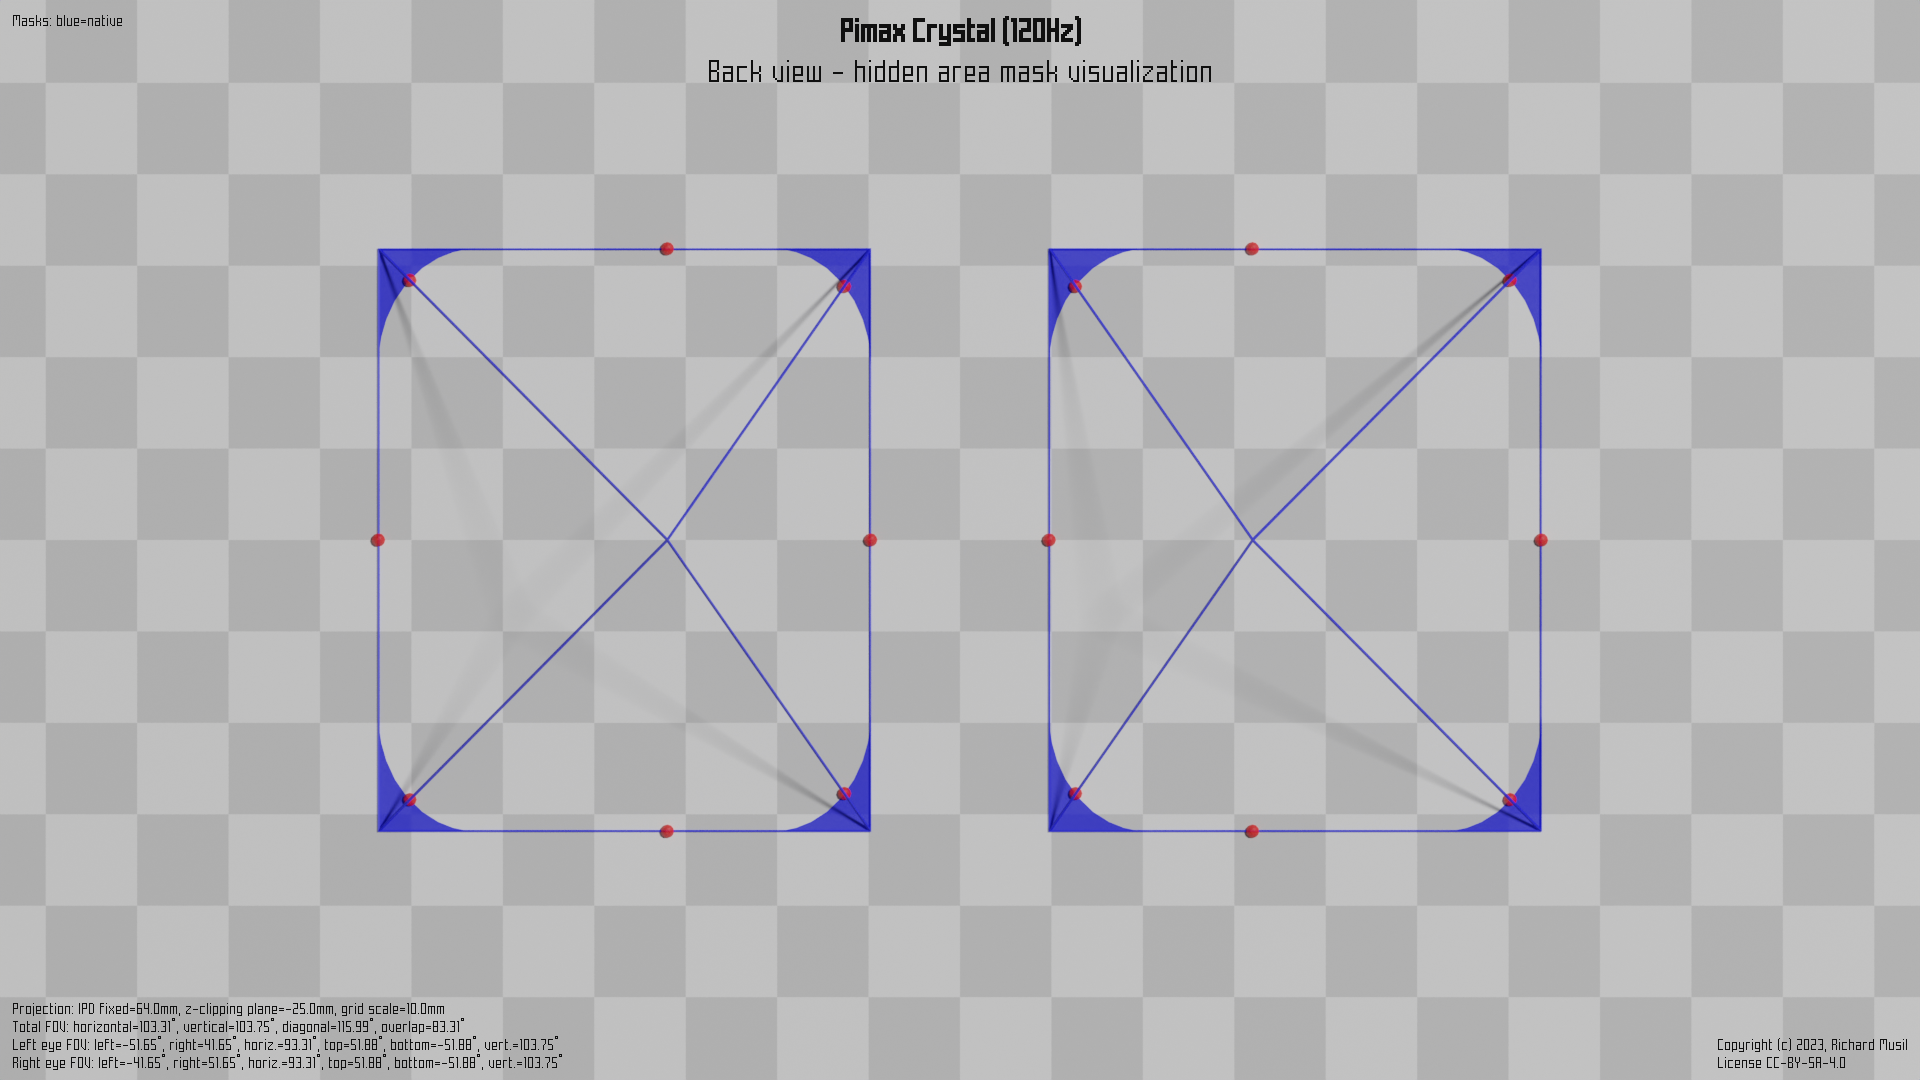 Masks: blue=native
Pimax Crystal (120Hz)
Back view - hidden area mask visualization
Projection: IPD fixed=64.0mm, z-clipping plane=-25.0mm, grid scale=10.0mm
Total FOV: horizontal=103.31°, vertical=103.75°, diagonal=115.99°, overlap=83.31°
Left eye FOV: left=-51.65°, right=41.65°, horiz.=93.31°, top=51.88°, bottom=-51.88°, vert.=103.75°
Right eye FOV: left=-41.65°, right=51.65°, horiz.=93.31°, top=51.88°, bottom=-51.88°, vert.=103.75°
Copyright (c) 2023, Richard Musil
License CC-BY-SA-4.0